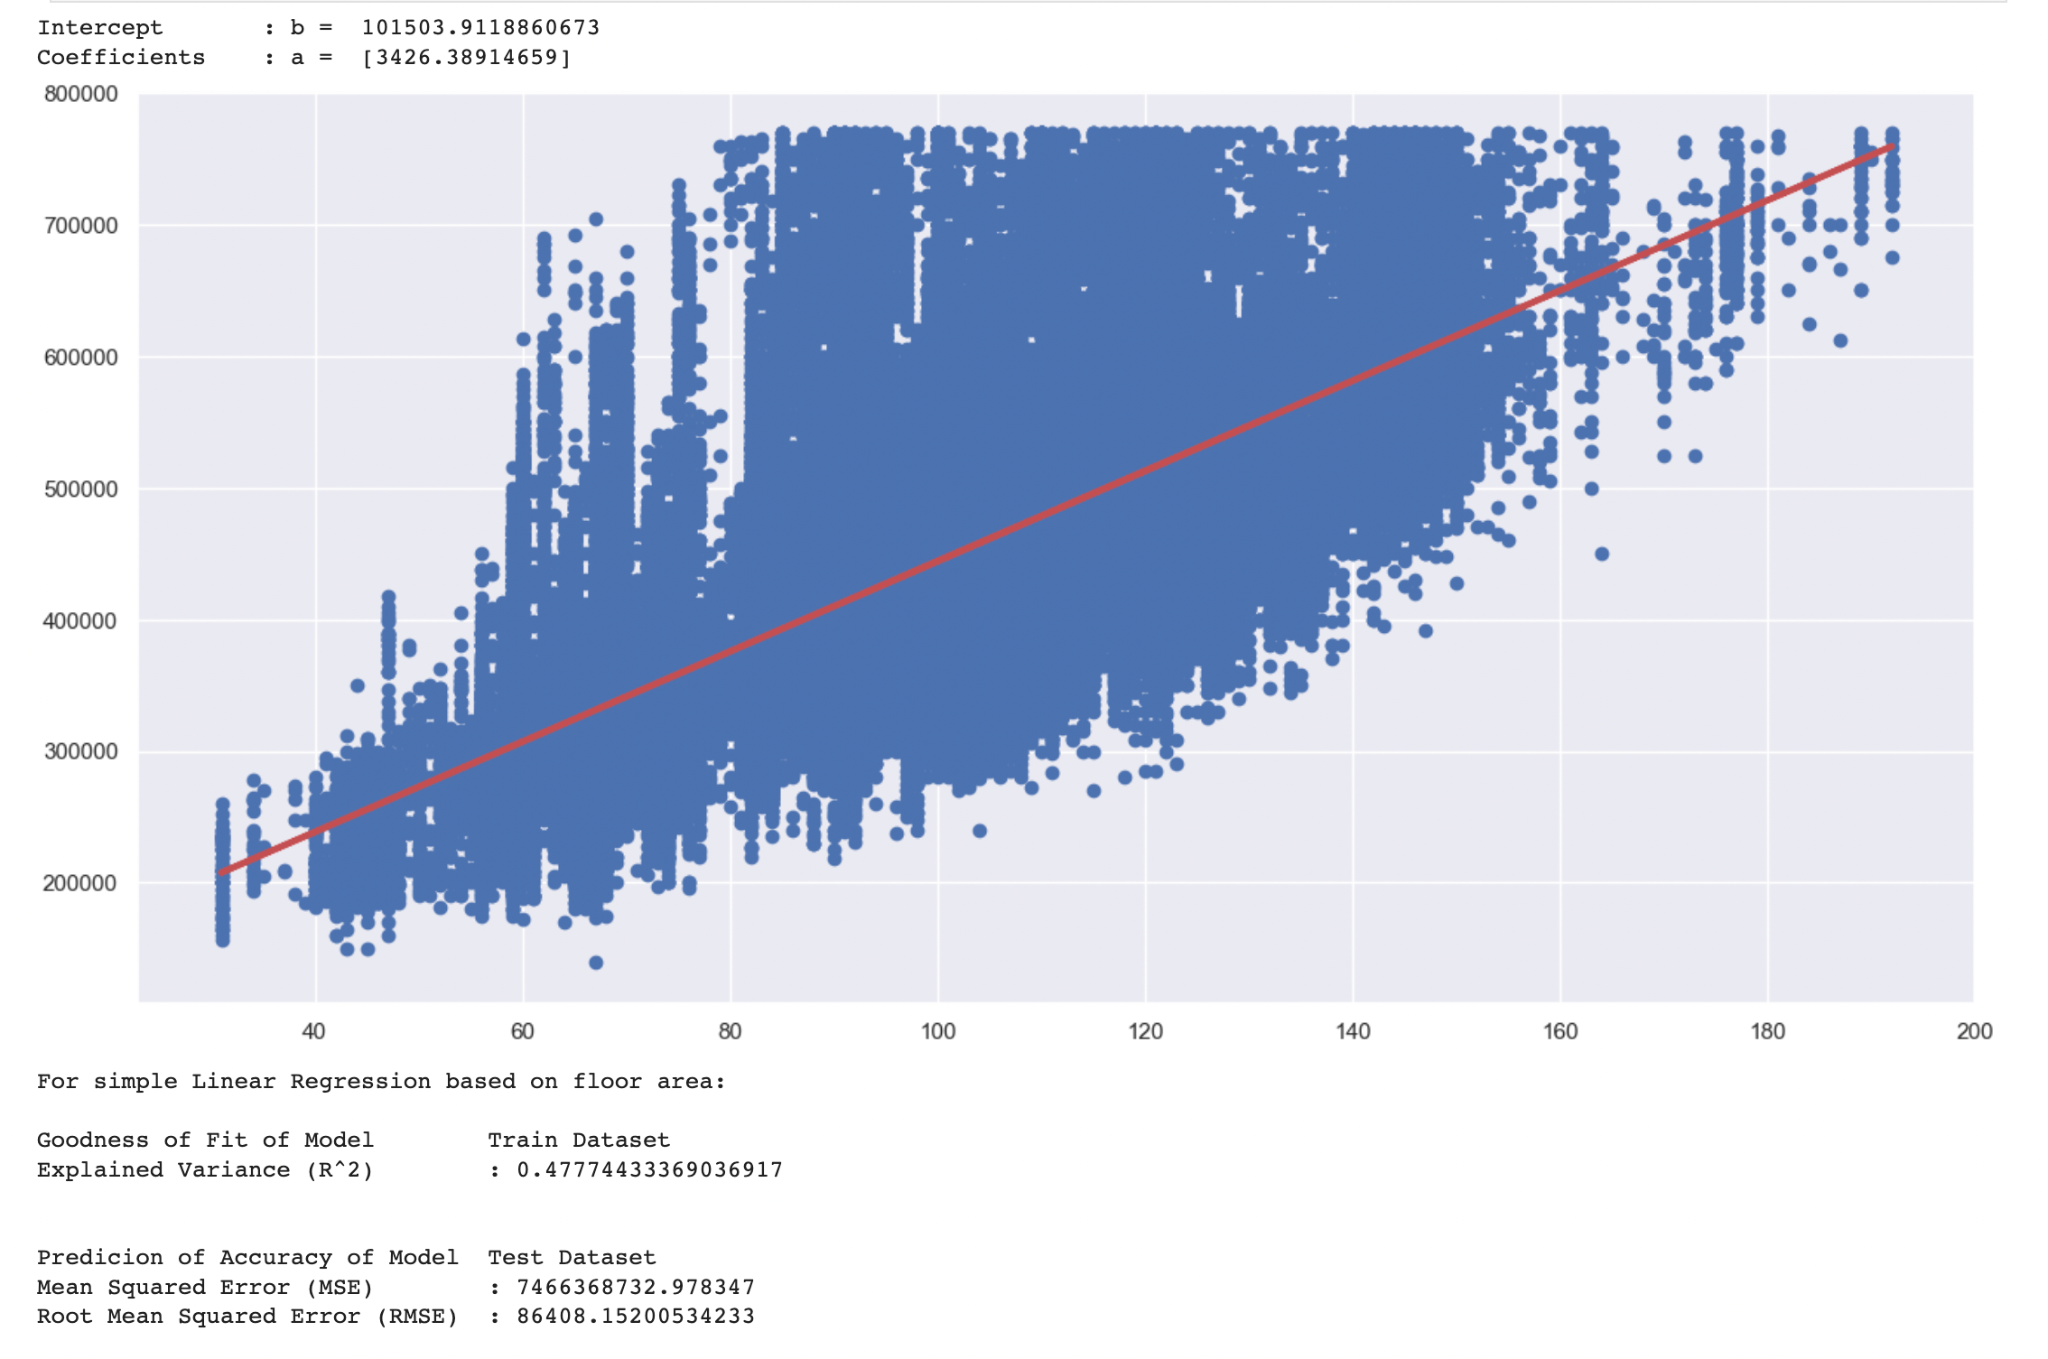 Intercept : b = 101503.9118860673
Coefficients : a = [3426.38914659]
800000
700000
600000
500000
400000
300000
200000
40 60 80 100 120 140 160 180 200
For simple Linear Regression based on floor area:
Goodness of Fit of Model Train Dataset
Explained Variance (R^2) : 0.47774433369036917
Predicion of Accuracy of Model Test Dataset
Mean Squared Error (MSE) : 7466368732.978347
Root Mean Squared Error (RMSE) : 86408.15200534233